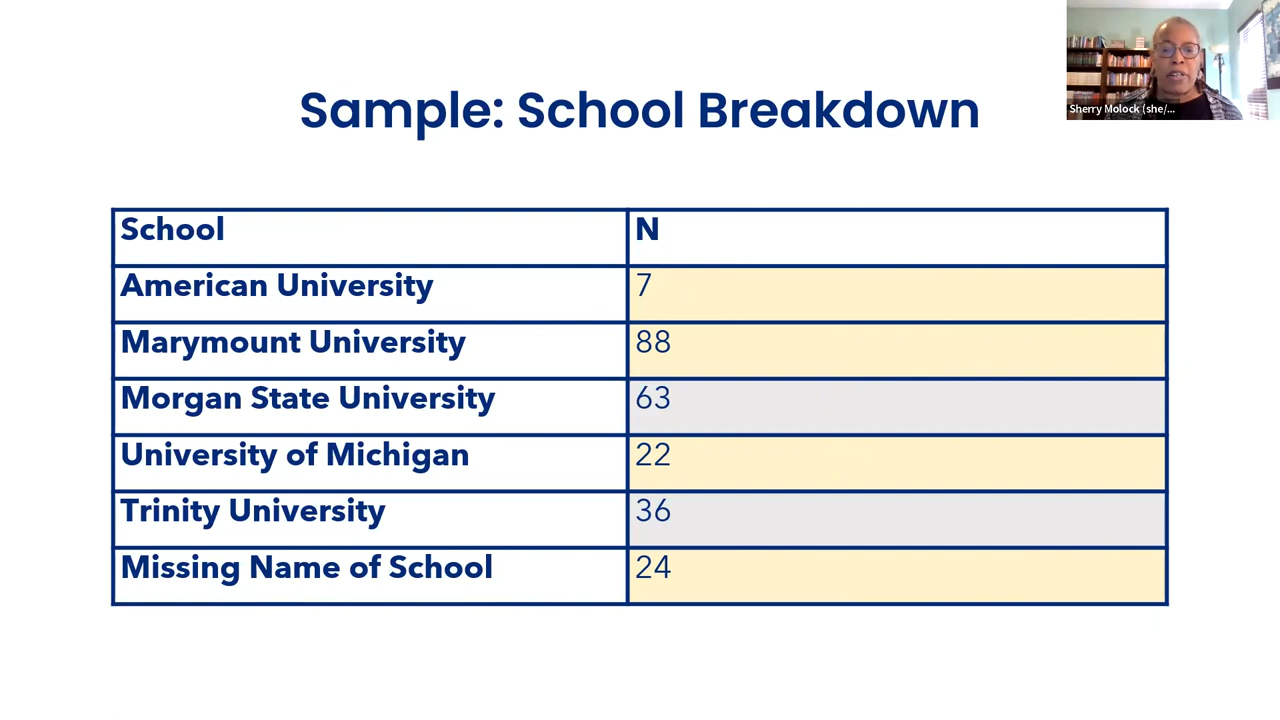 Sample: School Breakdown
Sherry Molock (she/...
School N
American University 7
Marymount University 88
Morgan State University 63
University of Michigan 22
Trinity University 36
Missing Name of School 24